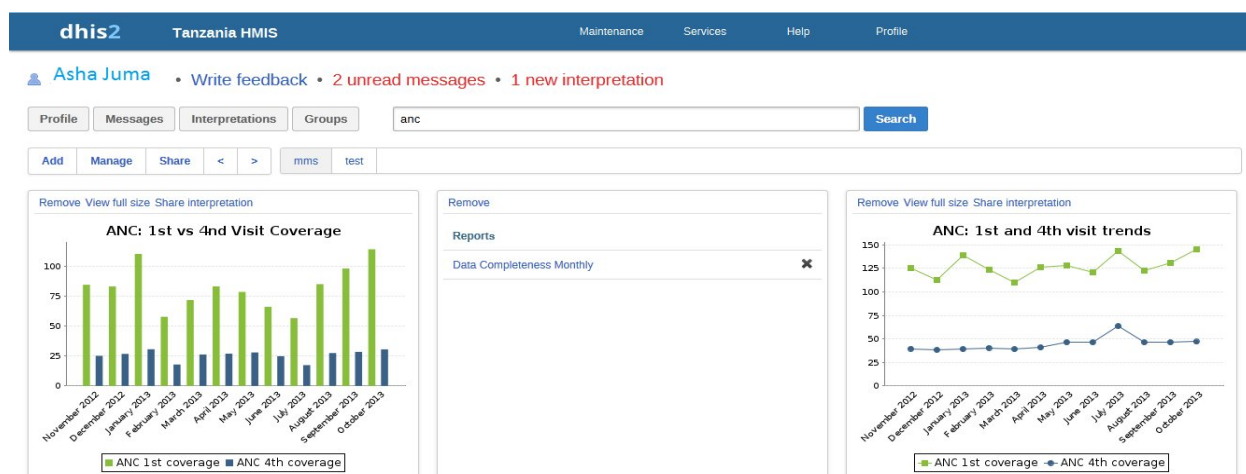 dhis2 Tanzania HMIS Maintenance Services Help Profile
Asha Juma • Write feedback • 2 unread messages • 1 new interpretation
Profile Messages Interpretations Groups anc Search
Add Manage Share < > mms test
Remove View full size Share interpretation
ANC: 1st vs 4nd Visit Coverage
100
75
50
25
0
November 2012 December 2012 January 2013 February 2013 March 2013 April 2013 May 2013 June 2013 July 2013 August 2013 September 2013 October 2013
ANC 1st coverage ANC 4th coverage
Remove
Reports
Data Completeness Monthly
Remove View full size Share interpretation
ANC: 1st and 4th visit trends
150
125
100
75
50
25
0
November 2012 December 2012 January 2013 February 2013 March 2013 April 2013 May 2013 June 2013 July 2013 August 2013 September 2013 October 2013
ANC 1st coverage ANC 4th coverage